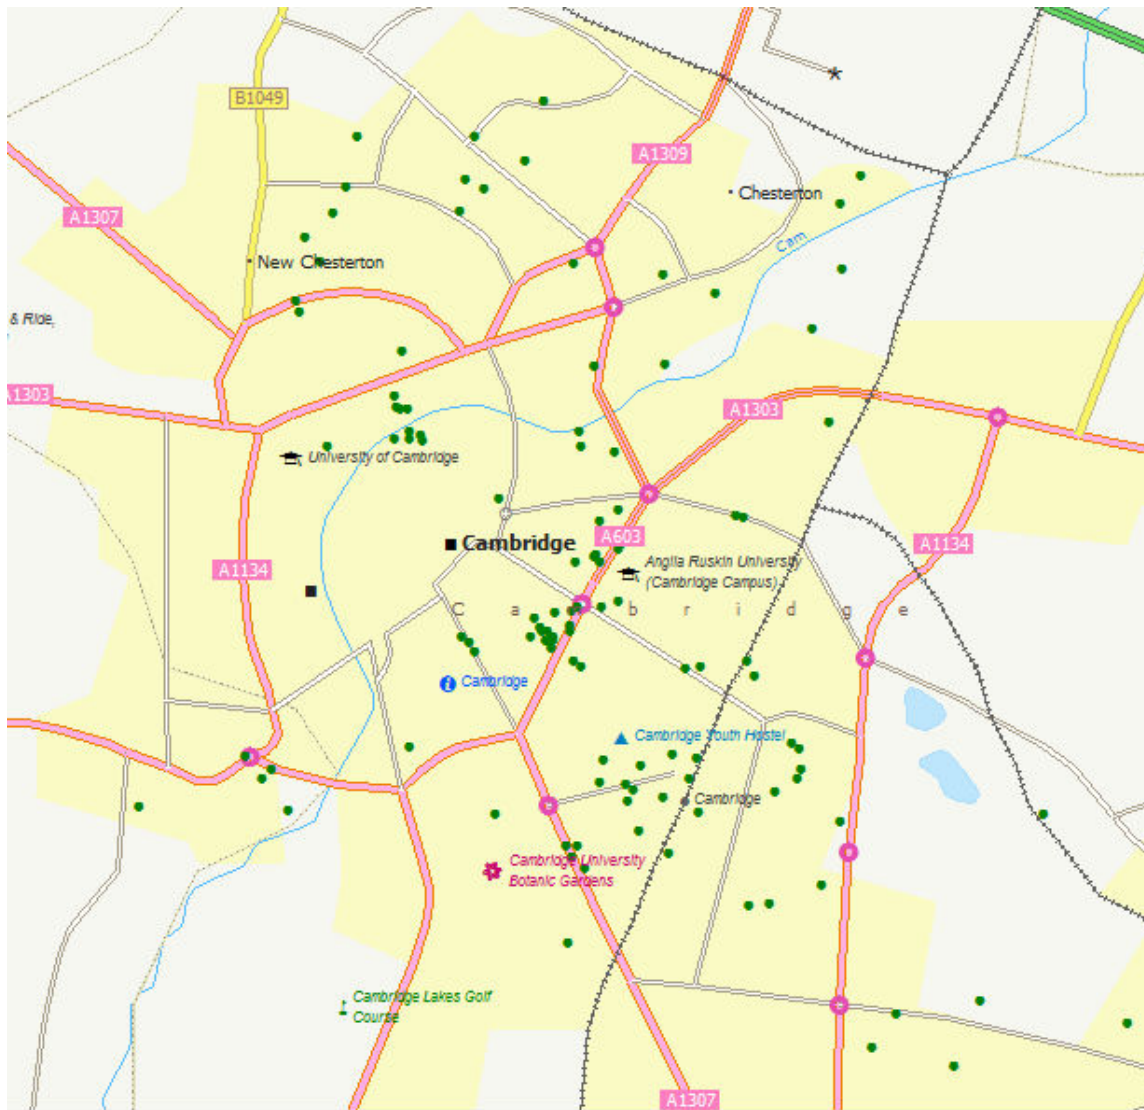 B1049
A1309
Chesterton
A1307
Cam
New Chesterton
& Ride,
A1303
A1303
University of Cambridge
A603
Cambridge
A1134
A1134
Anglia Ruskin University
(Cambridge Campus)
C a m b r i d g e
Cambridge
Cambridge Youth Hostel
Cambridge
Cambridge University
Botanic Gardens
Cambridge Lakes Golf
Course
A1307